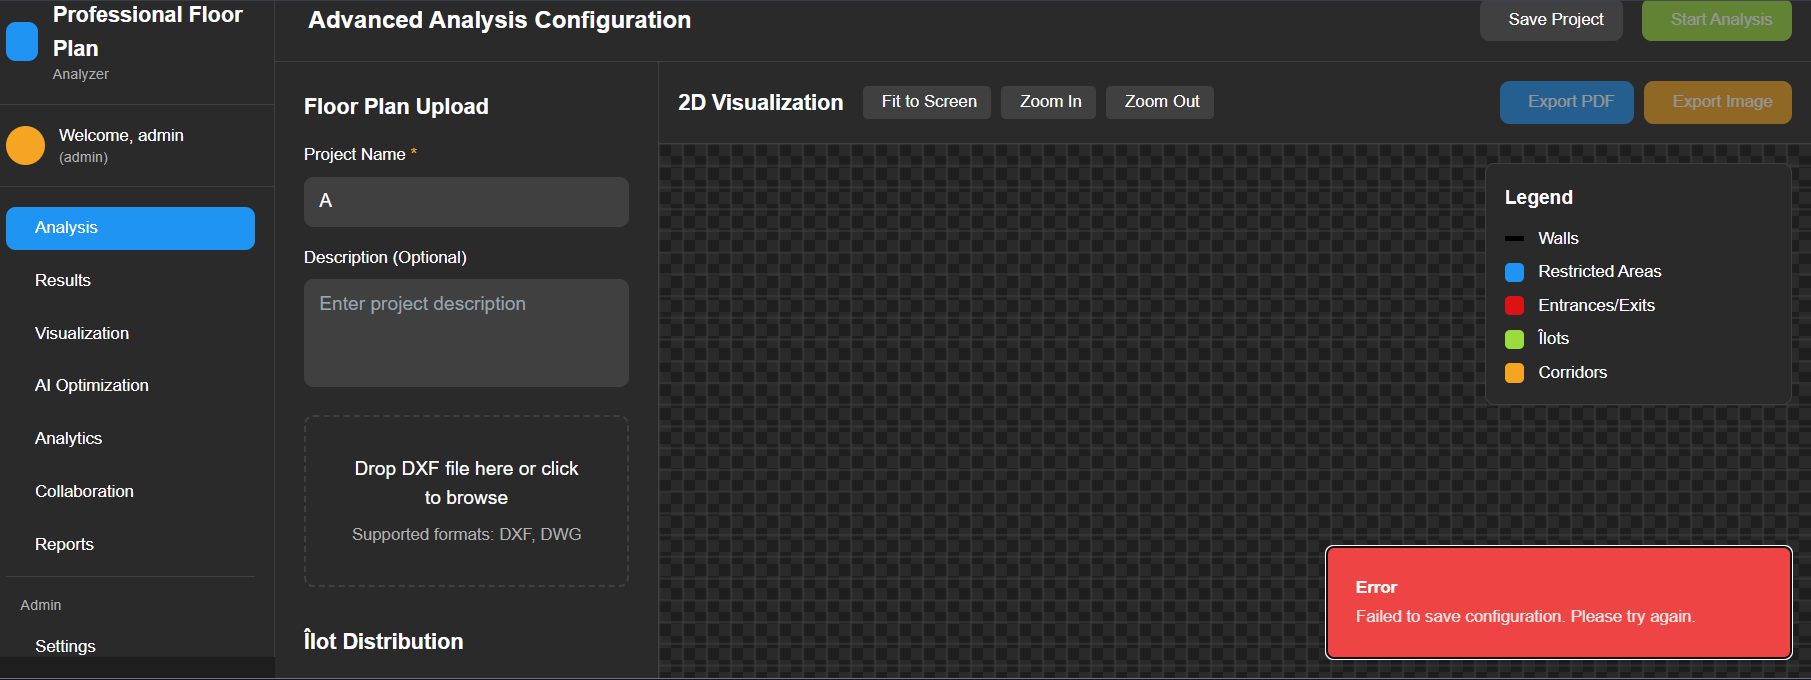 Professional Floor
Plan
Analyzer
Welcome, admin
(admin)
Analysis
Results
Visualization
AI Optimization
Analytics
Collaboration
Reports
Admin
Settings
Advanced Analysis Configuration
Save Project
Start Analysis
Floor Plan Upload
Project Name *
A
Description (Optional)
Enter project description
Drop DXF file here or click
to browse
Supported formats: DXF, DWG
Îlot Distribution
2D Visualization
Fit to Screen
Zoom In
Zoom Out
Export PDF
Export Image
Legend
Walls
Restricted Areas
Entrances/Exits
Îlots
Corridors
Error
Failed to save configuration. Please try again.